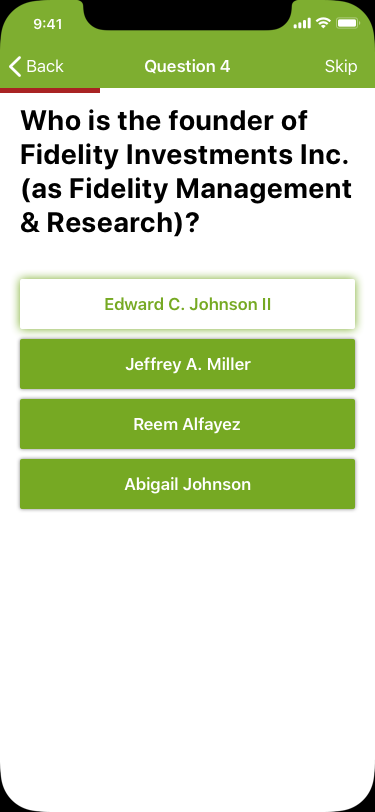 9:41
Back
Question 4
Skip
Who is the founder of
Fidelity Investments Inc.
(as Fidelity Management
& Research)?
Edward C. Johnson II
Jeffrey A. Miller
Reem Alfayez
Abigail Johnson